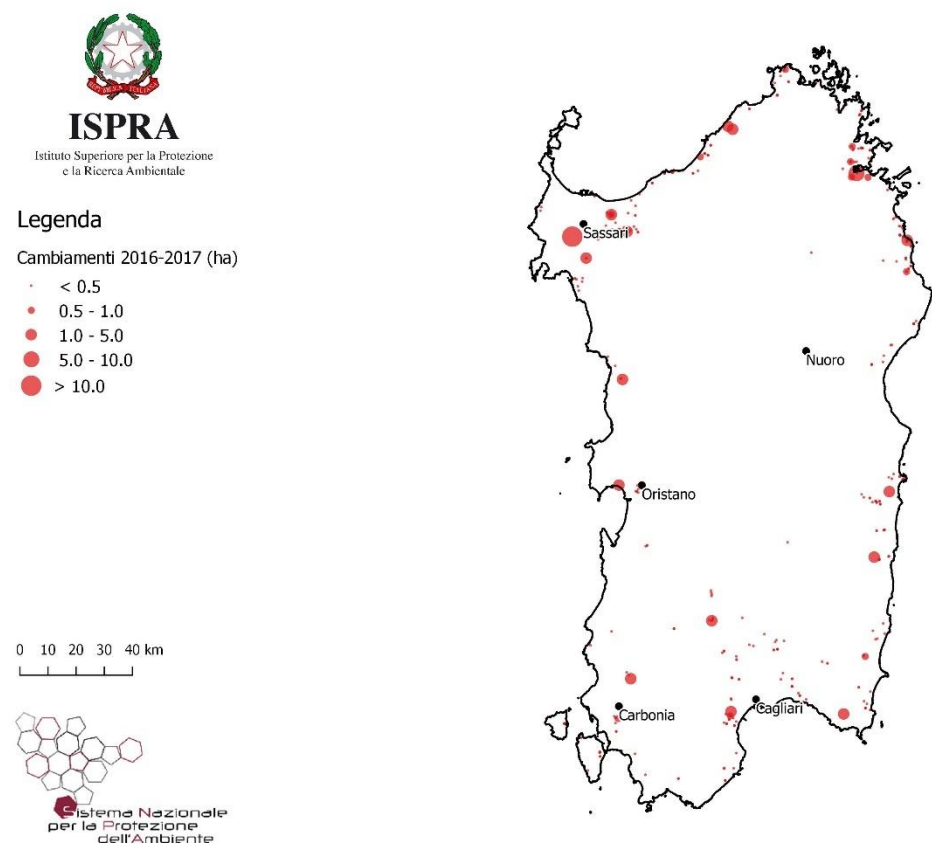 ISPRA
Istituto Superiore per la Protezione
e la Ricerca Ambientale
Legenda
Cambiamenti 2016-2017 (ha)
< 0.5
0.5 - 1.0
1.0 - 5.0
5.0 - 10.0
> 10.0
Sassari
Nuoro
Oristano
Carbonia
Cagliari
0 10 20 30 40 km
Sistema Nazionale
per la Protezione
dell'Ambiente